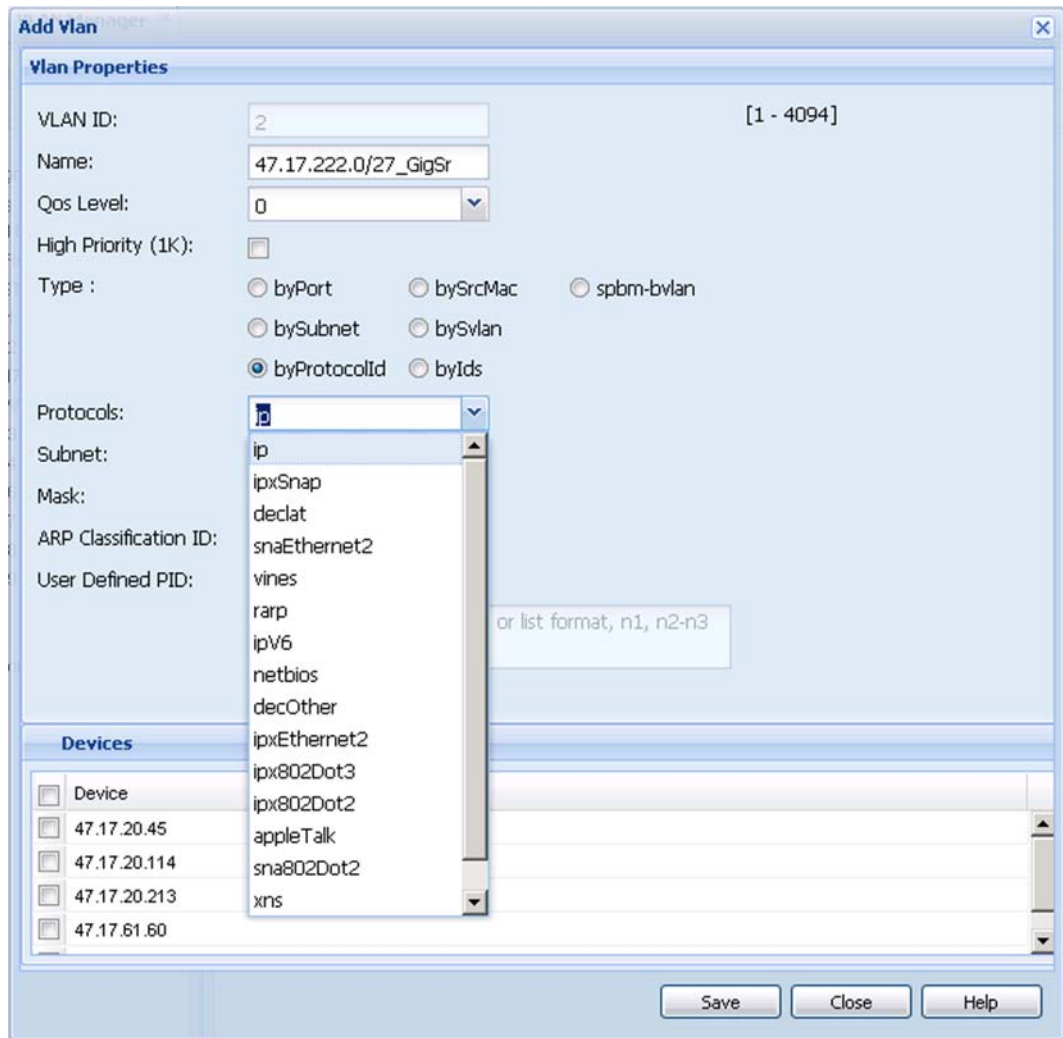 VLAN Manager
Add Vlan
Vlan Properties
VLAN ID: 2 [1 - 4094]
Name: 47.17.222.0/27_GigSr
Qos Level: 0
High Priority (1K):
Type : byPort bySrcMac spbm-bvlan
bySubnet bySvlan
byProtocolId byIds
Protocols: ip
Subnet:
Mask:
ARP Classification ID:
User Defined PID:
or list format, n1, n2-n3
ip
ipxSnap
declat
snaEthernet2
vines
rarp
ipV6
netbios
decOther
ipxEthernet2
ipx802Dot3
ipx802Dot2
appleTalk
sna802Dot2
xns
Devices
Device
47.17.20.45
47.17.20.114
47.17.20.213
47.17.61.60
Save Close Help